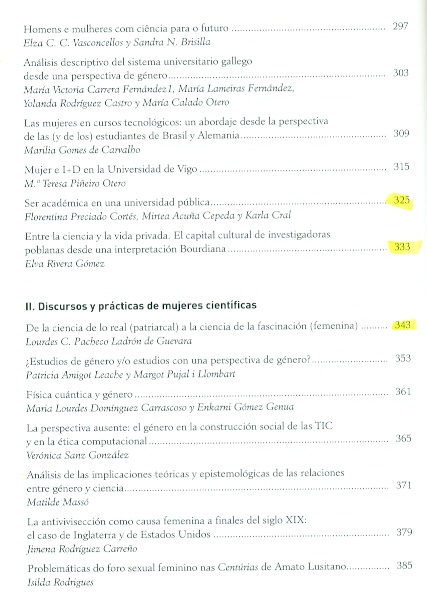 Homens e mulheres com ciência para o futuro ........ 297
Elza C. C. Vasconcellos y Sandra N. Brisilla
Análisis descriptivo del sistema universitario gallego
desde una perspectiva de género ........ 303
María Victoria Carrera Fernández1, María Lameiras Fernández,
Yolanda Rodríguez Castro y María Calado Otero
Las mujeres en cursos tecnológicos: un abordaje desde la perspectiva
de las (y de los) estudiantes de Brasil y Alemania ........ 309
Marilia Gomes de Carvalho
Mujer e I-D en la Universidad de Vigo ........ 315
M.ª Teresa Piñeiro Otero
Ser académica en una universidad pública ........ 325
Florentina Preciado Cortés, Mirtea Acuña Cepeda y Karla Cral
Entre la ciencia y la vida privada. El capital cultural de investigadoras
poblanas desde una interpretación Bourdiana ........ 333
Elva Rivera Gómez
II. Discursos y prácticas de mujeres científicas
De la ciencia de lo real (patriarcal) a la ciencia de la fascinación (femenina) ........ 343
Lourdes C. Pacheco Ladrón de Guevara
¿Estudios de género y/o estudios con una perspectiva de género? ........ 353
Patricia Amigot Leache y Margot Pujal i Llombart
Física cuántica y género ........ 361
Maria Lourdes Domínguez Carrascoso y Enkarni Gómez Genua
La perspectiva ausente: el género en la construcción social de las TIC
y en la ética computacional ........ 365
Verónica Sanz González
Análisis de las implicaciones teóricas y epistemológicas de las relaciones
entre género y ciencia ........ 371
Matilde Massó
La antivivisección como causa femenina a finales del siglo XIX:
el caso de Inglaterra y de Estados Unidos ........ 379
Jimena Rodríguez Carreño
Problemáticas do foro sexual feminino nas Centúrias de Amato Lusitano ........ 385
Isilda Rodrigues